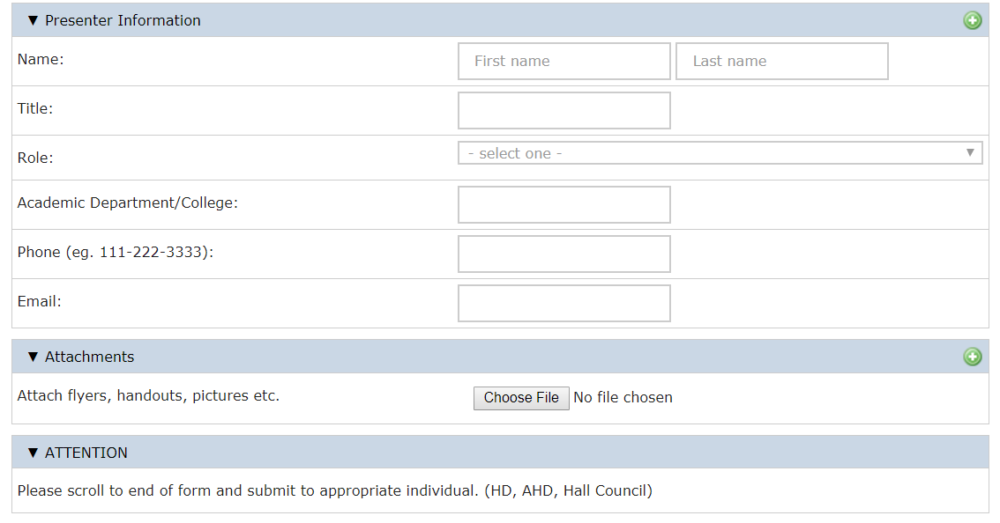 ▼ Presenter Information
Name: First name Last name
Title:
Role: - select one - ▼
Academic Department/College:
Phone (eg. 111-222-3333):
Email:
▼ Attachments
Attach flyers, handouts, pictures etc. Choose File No file chosen
▼ ATTENTION
Please scroll to end of form and submit to appropriate individual. (HD, AHD, Hall Council)